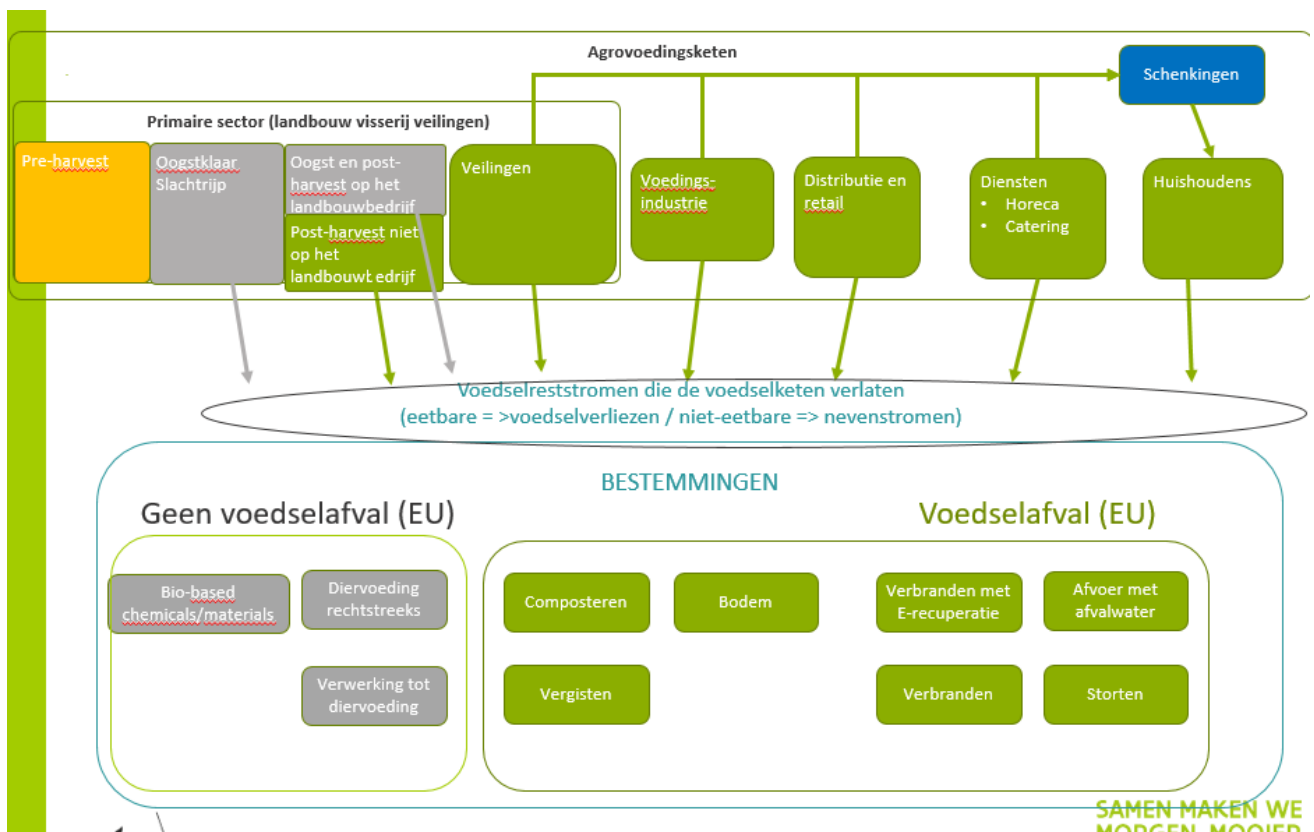 Agrovoedingsketen
Schenkingen
Primaire sector (landbouw visserij veilingen)
Pre-harvest
Oogstklaar
Slachtrijp
Oogst en post-
harvest op het
landbouwbedrijf
Post-harvest niet
op het
landbouwbedrijf
Veilingen
Voedings-
industrie
Distributie en
retail
Diensten
• Horeca
• Catering
Huishoudens
Voedselreststromen die de voedselketen verlaten
(eetbare = >voedselverliezen / niet-eetbare => nevenstromen)
BESTEMMINGEN
Geen voedselafval (EU)
Voedselafval (EU)
Bio-based
chemicals/materials
Diervoeding
rechtstreeks
Verwerking tot
diervoeding
Composteren
Bodem
Verbranden met
E-recuperatie
Afvoer met
afvalwater
Vergisten
Verbranden
Storten
SAMEN MAKEN WE
MORGEN MOOIER